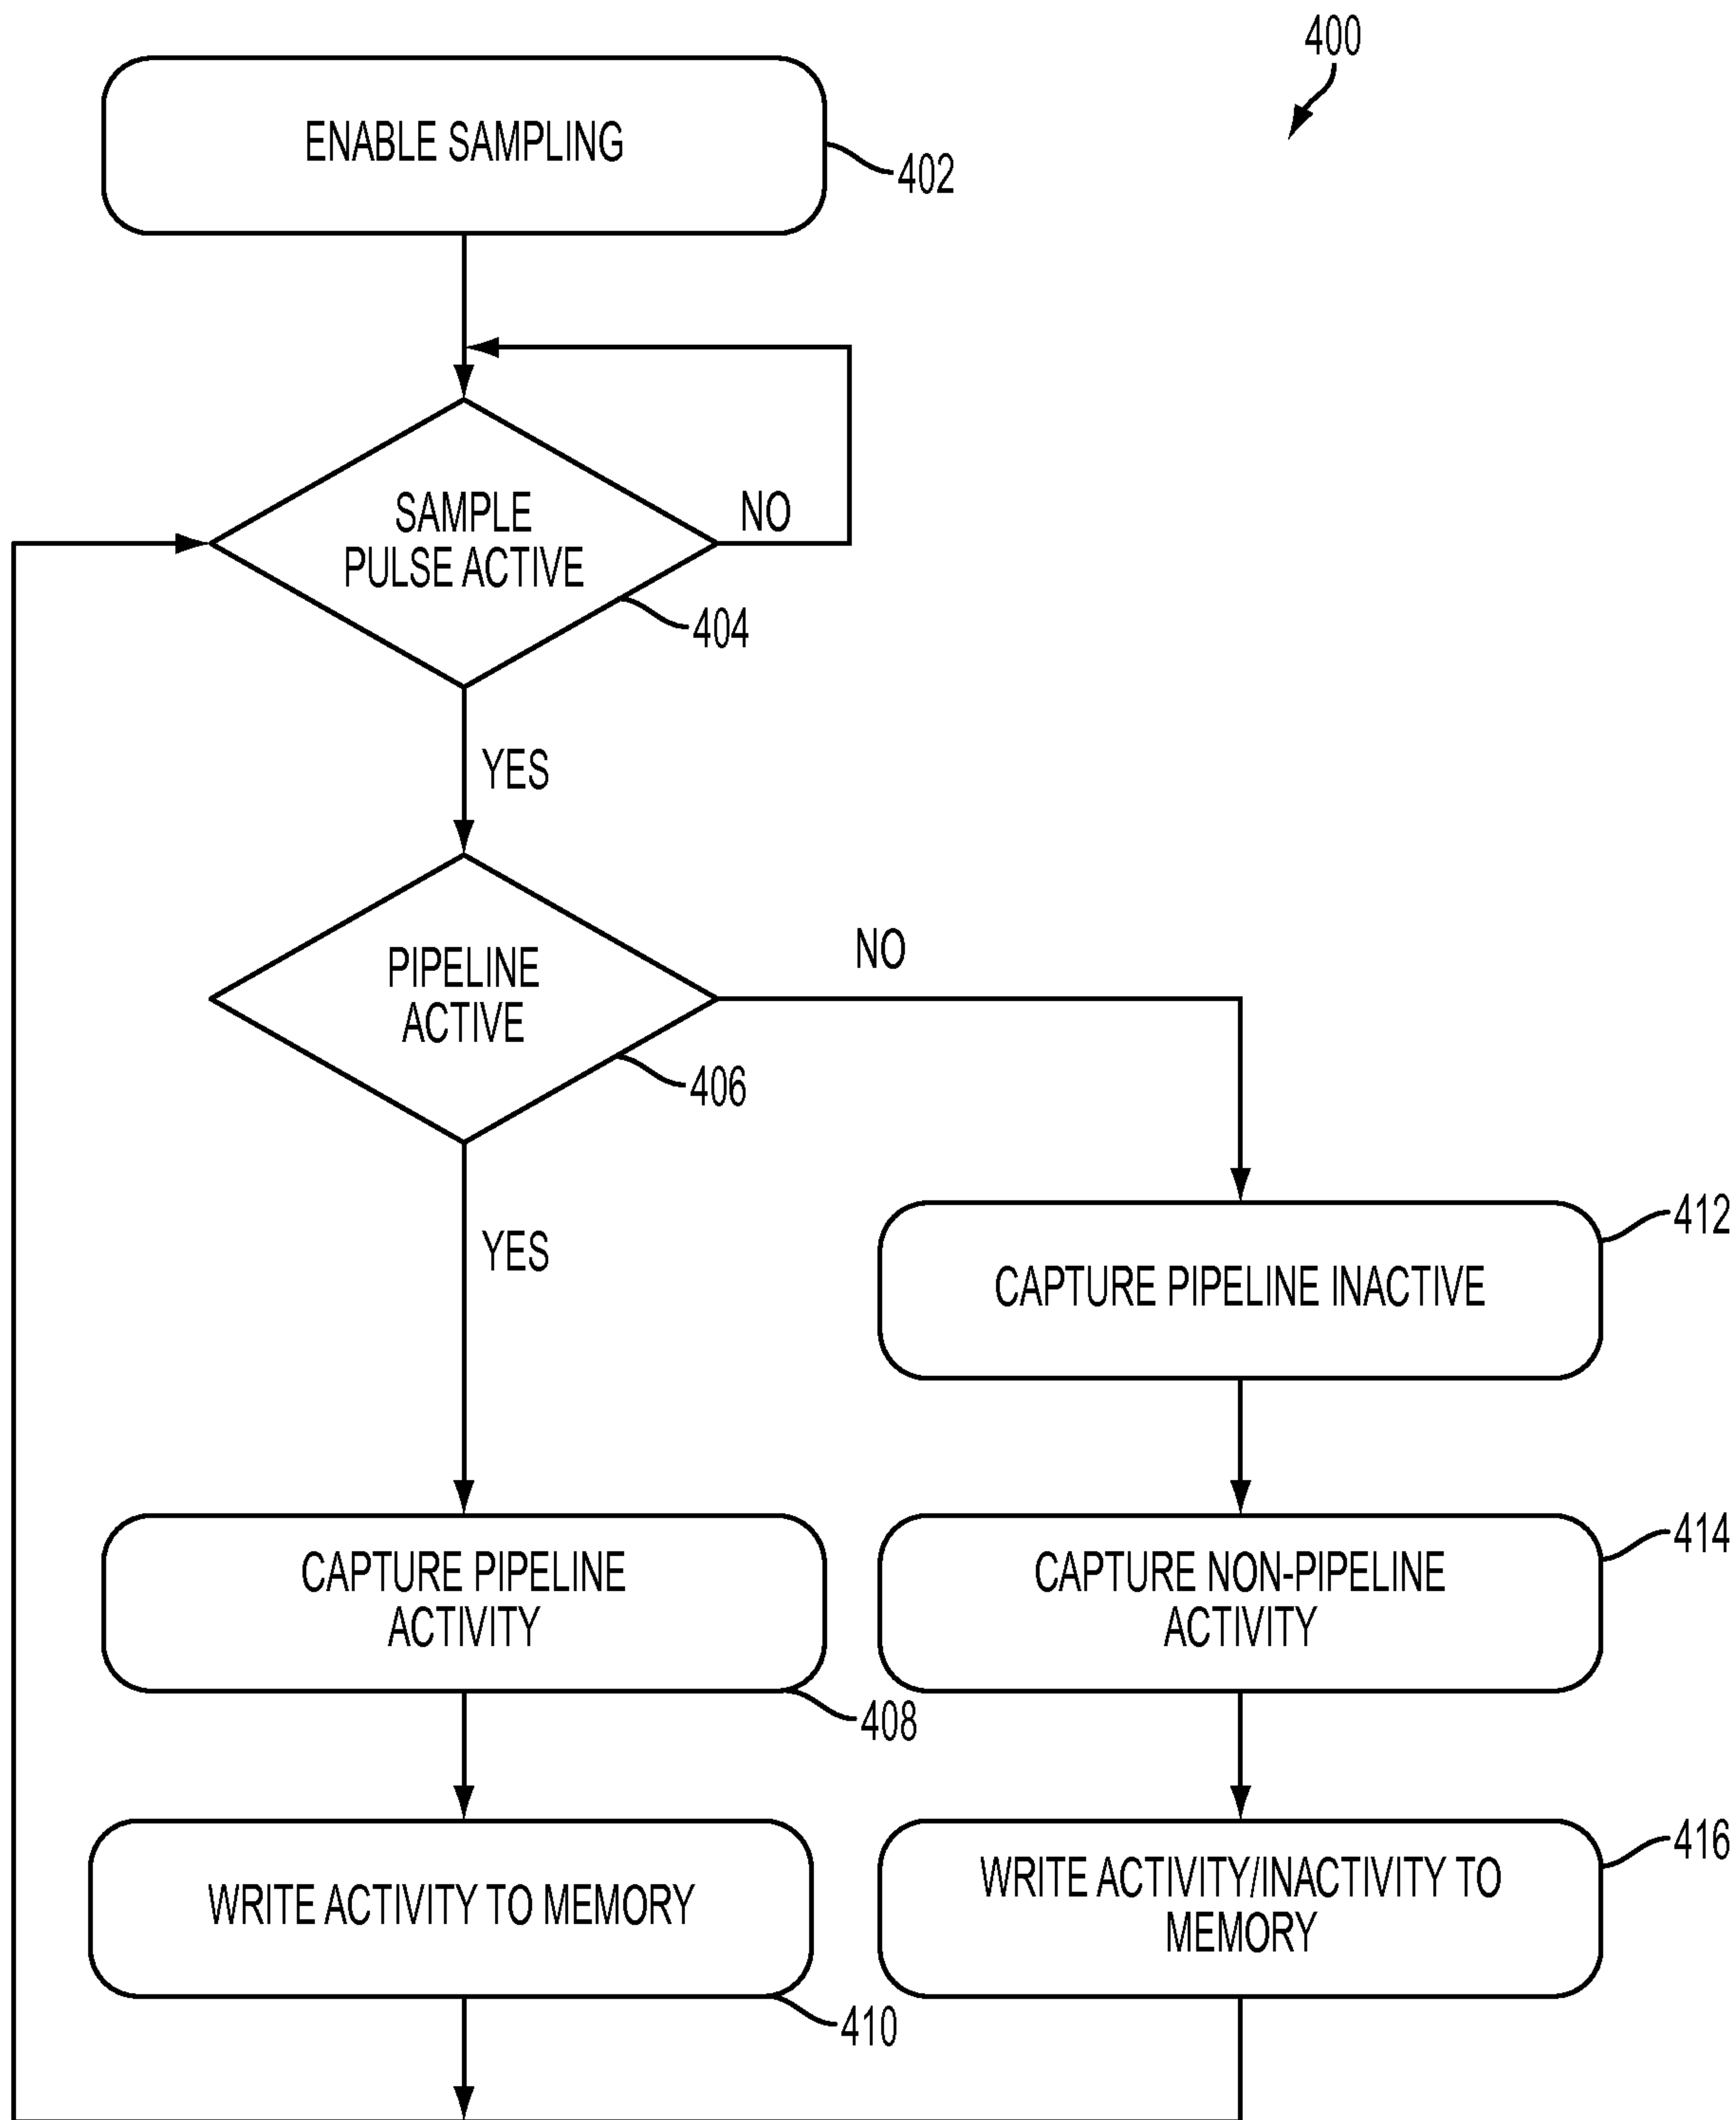 400
ENABLE SAMPLING
402
SAMPLE
PULSE ACTIVE
NO
404
YES
PIPELINE
ACTIVE
NO
406
YES
412
CAPTURE PIPELINE INACTIVE
CAPTURE PIPELINE
ACTIVITY
408
CAPTURE NON-PIPELINE
ACTIVITY
414
WRITE ACTIVITY TO MEMORY
410
WRITE ACTIVITY/INACTIVITY TO
MEMORY
416